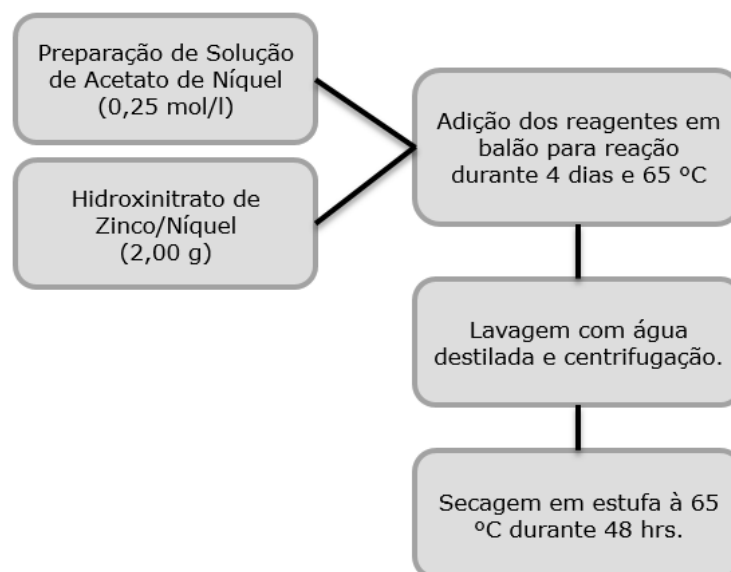 Preparação de Solução
de Acetato de Níquel
(0,25 mol/l)
Hidroxinitrato de
Zinco/Níquel
(2,00 g)
Adição dos reagentes em
balão para reação
durante 4 dias e 65 ºC
Lavagem com água
destilada e centrifugação.
Secagem em estufa à 65
ºC durante 48 hrs.